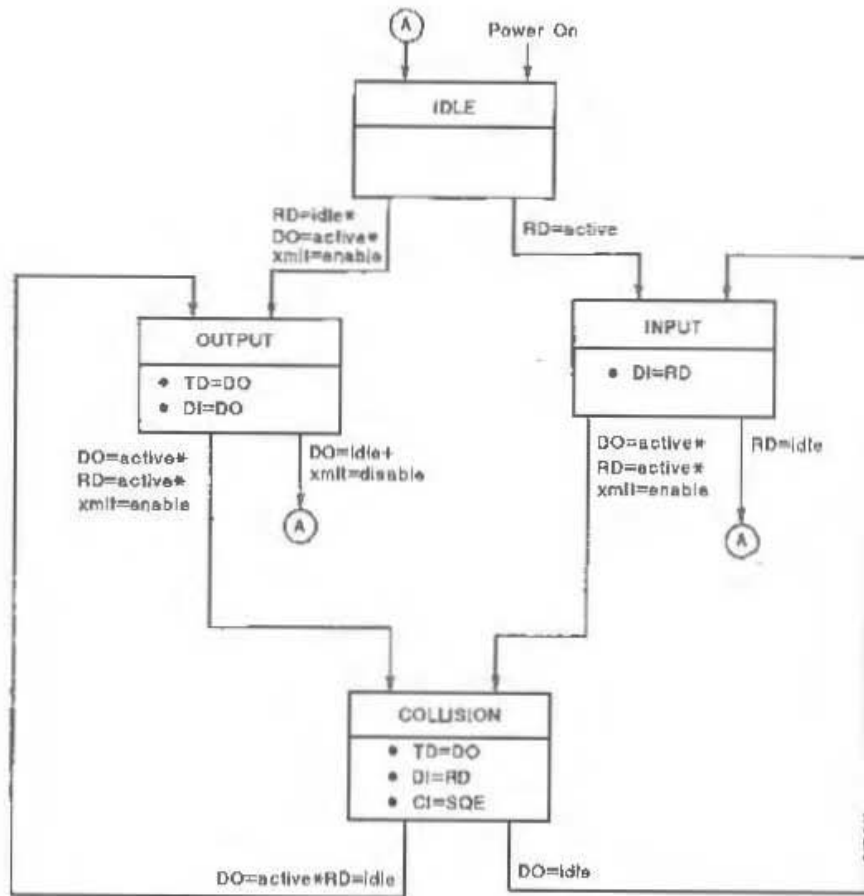 A
Power On
IDLE
RD=idle*
DO=active*
xmit=enable
RD=active
OUTPUT
• TD=DO
• DI=DO
INPUT
• DI=RD
DO=active*
RD=active*
xmit=enable
DO=idle+
xmit=disable
A
DO=active*
RD=active*
xmit=enable
RD=idle
A
COLLISION
• TD=DO
• DI=RD
• CI=SQE
DO=active*RD=idle
DO=idle